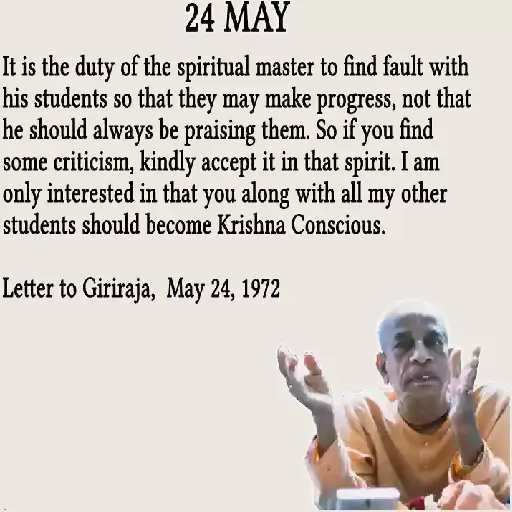 24 MAY
It is the duty of the spiritual master to find fault with
his students so that they may make progress, not that
he should always be praising them. So if you find
some criticism, kindly accept it in that spirit. I am
only interested in that you along with all my other
students should become Krishna Conscious.
Letter to Giriraja, May 24, 1972